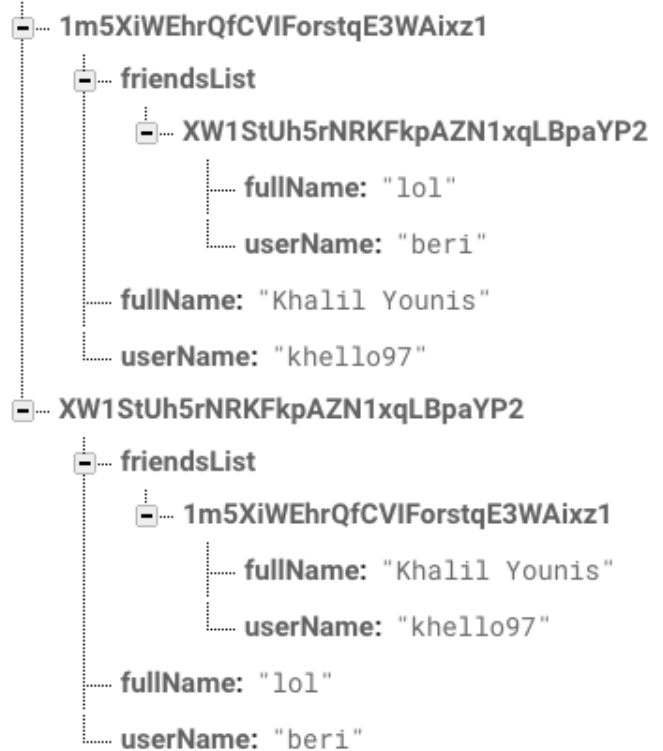 1m5XiWEhrQfCVIForstqE3WAixz1
friendsList
XW1StUh5rNRKFkpAZN1xqLBpaYP2
fullName: "lol"
userName: "beri"
fullName: "Khalil Younis"
userName: "khello97"
XW1StUh5rNRKFkpAZN1xqLBpaYP2
friendsList
1m5XiWEhrQfCVIForstqE3WAixz1
fullName: "Khalil Younis"
userName: "khello97"
fullName: "lol"
userName: "beri"